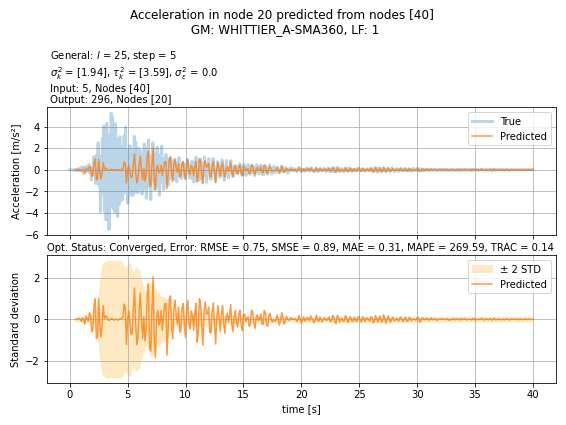 Acceleration in node 20 predicted from nodes [40]
GM: WHITTIER_A-SMA360, LF: 1
General: l = 25, step = 5
σ²ₖ = [1.94], τ²ₖ = [3.59], σ²ε = 0.0
Input: 5, Nodes [40]
Output: 296, Nodes [20]
Acceleration [m/s²]
4
2
0
−2
−4
−6
True
Predicted
Opt. Status: Converged, Error: RMSE = 0.75, SMSE = 0.89, MAE = 0.31, MAPE = 269.59, TRAC = 0.14
Standard deviation
2
0
−2
± 2 STD
Predicted
0 5 10 15 20 25 30 35 40
time [s]